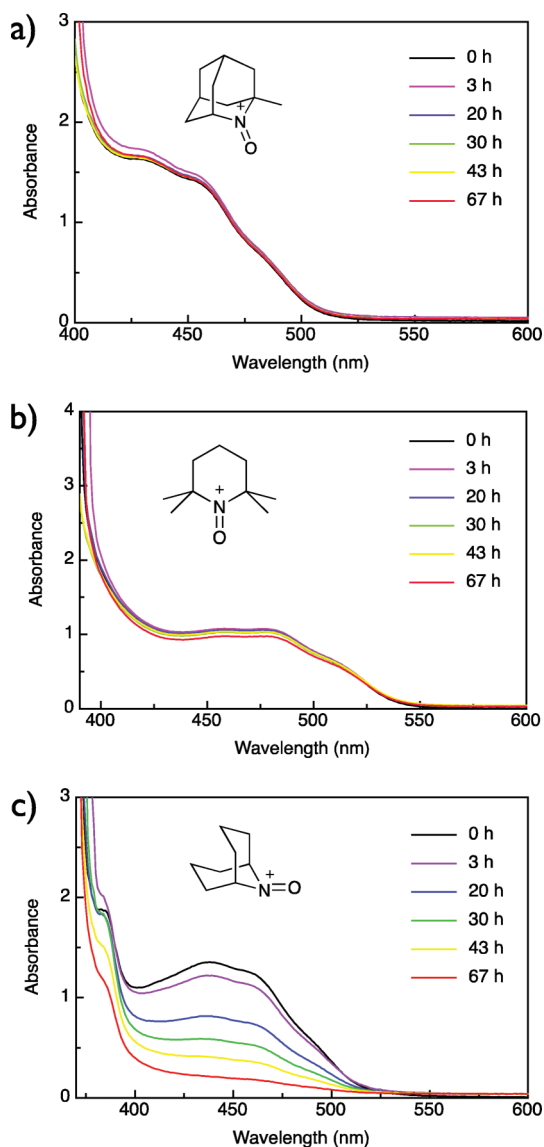 a)
3
2
1
0
Absorbance
400
450
500
550
600
Wavelength (nm)
+
N
O
0 h
3 h
20 h
30 h
43 h
67 h
b)
4
3
2
1
0
Absorbance
400
450
500
550
600
Wavelength (nm)
+
N
O
0 h
3 h
20 h
30 h
43 h
67 h
c)
3
2
1
0
Absorbance
400
450
500
550
600
Wavelength (nm)
+
N=O
0 h
3 h
20 h
30 h
43 h
67 h